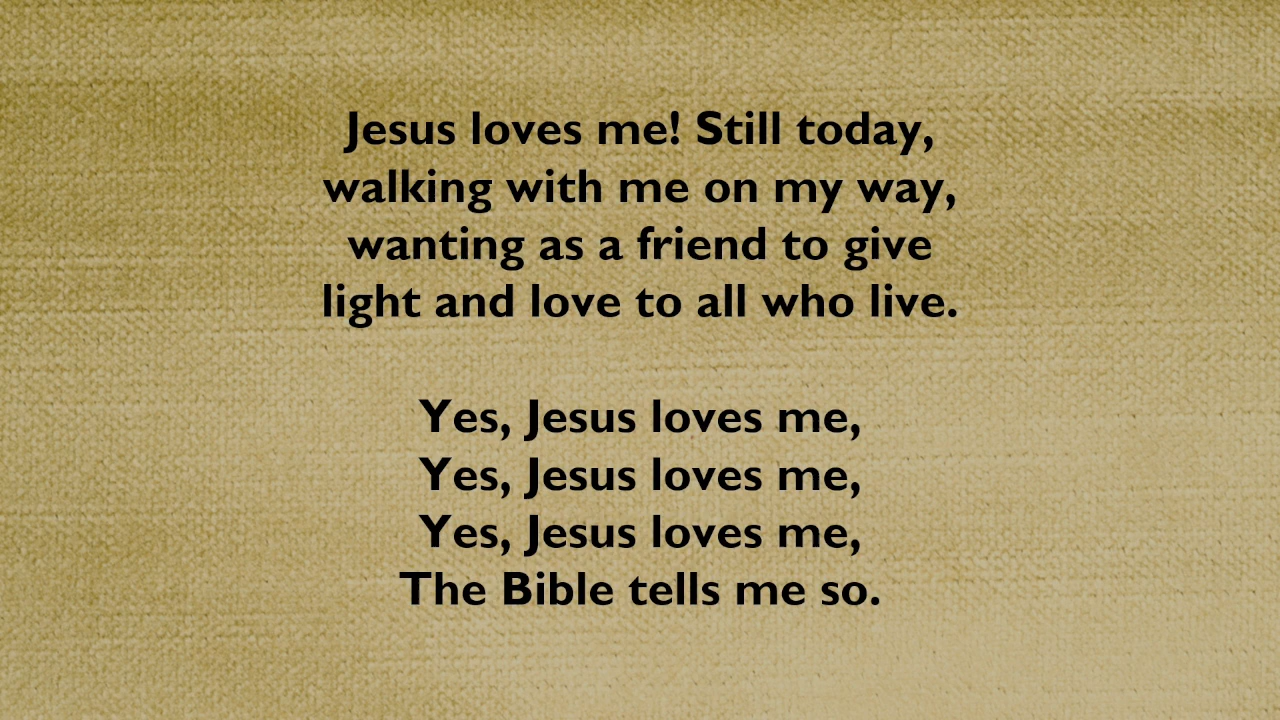 Jesus loves me! Still today,
walking with me on my way,
wanting as a friend to give
light and love to all who live.
Yes, Jesus loves me,
Yes, Jesus loves me,
Yes, Jesus loves me,
The Bible tells me so.